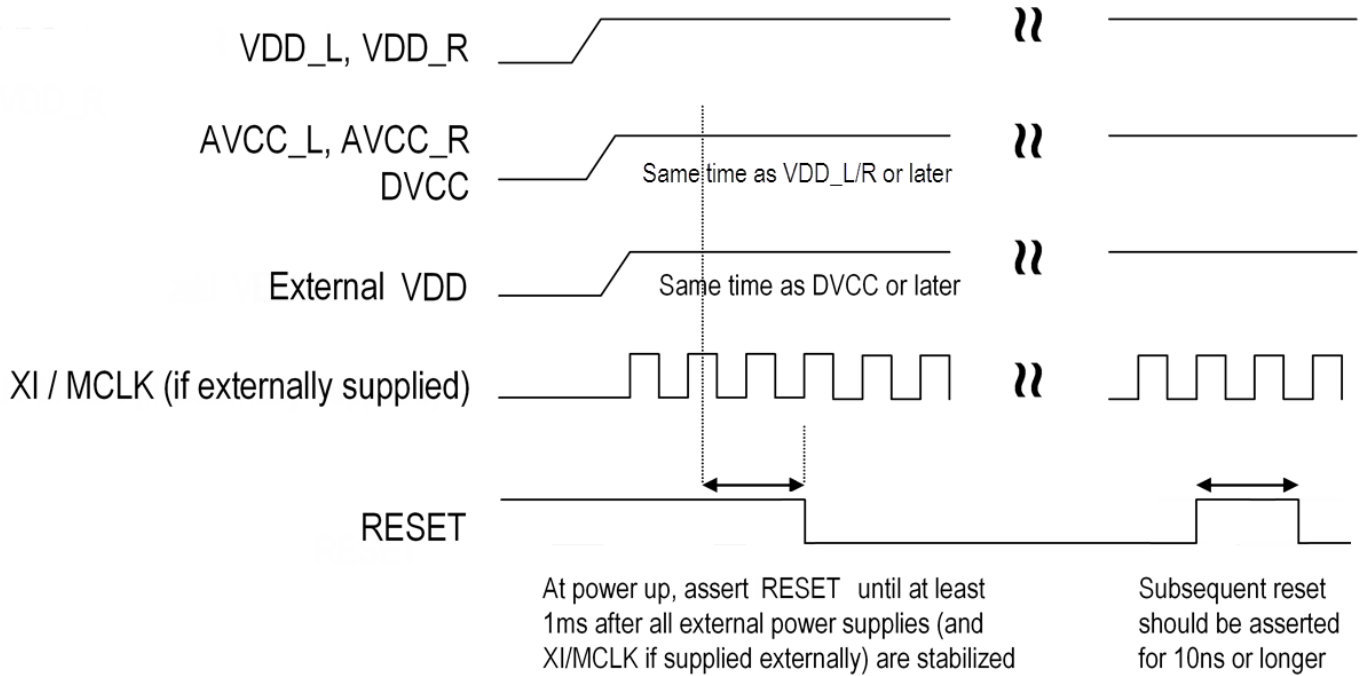 VDD_L, VDD_R
AVCC_L, AVCC_R
DVCC
Same time as VDD_L/R or later
External VDD
Same time as DVCC or later
XI / MCLK (if externally supplied)
RESET
At power up, assert RESET until at least
1ms after all external power supplies (and
XI/MCLK if supplied externally) are stabilized
Subsequent reset
should be asserted
for 10ns or longer